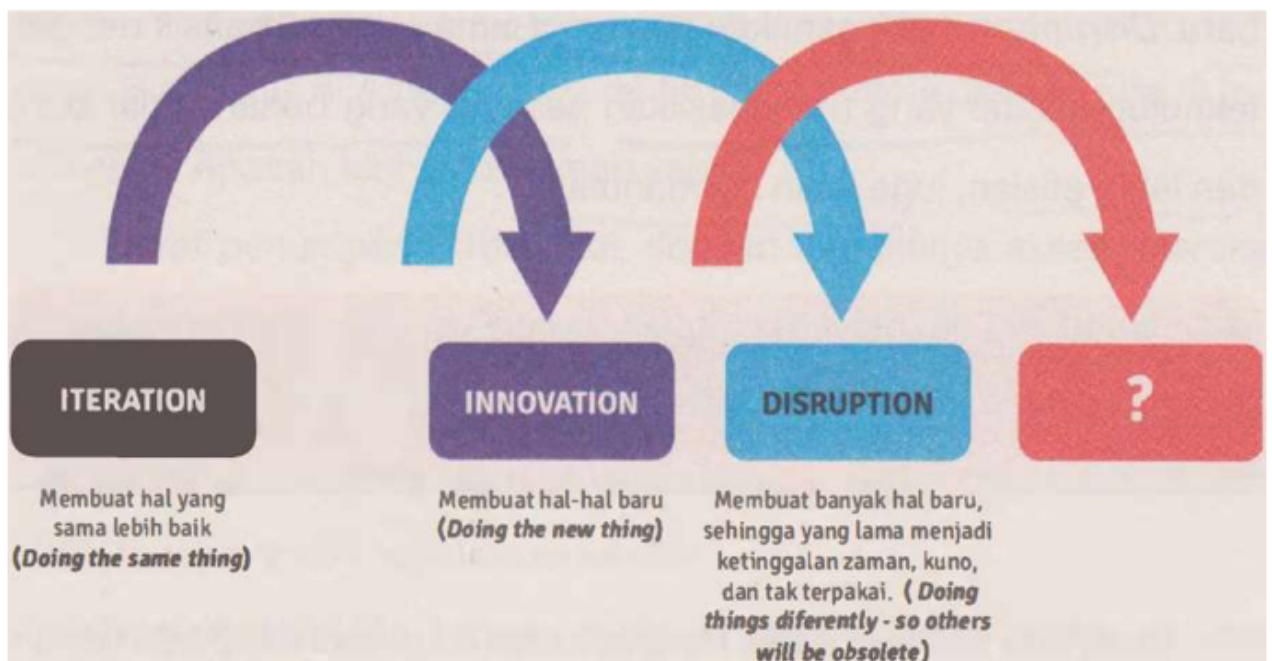 ITERATION
INNOVATION
DISRUPTION
?
Membuat hal yang
sama lebih baik
(Doing the same thing)
Membuat hal-hal baru
(Doing the new thing)
Membuat banyak hal baru,
sehingga yang lama menjadi
ketinggalan zaman, kuno,
dan tak terpakai. ( Doing
things diferently - so others
will be obsolete)